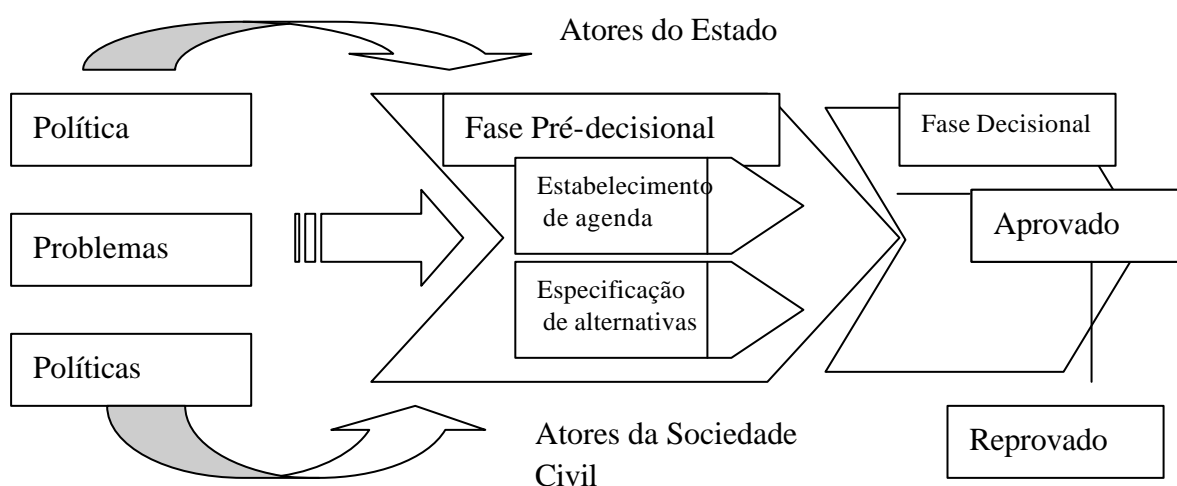 Atores do Estado
Política
Fase Pré-decisional
Fase Decisional
Estabelecimento
de agenda
Problemas
Aprovado
Especificação
de alternativas
Políticas
Atores da Sociedade
Civil
Reprovado